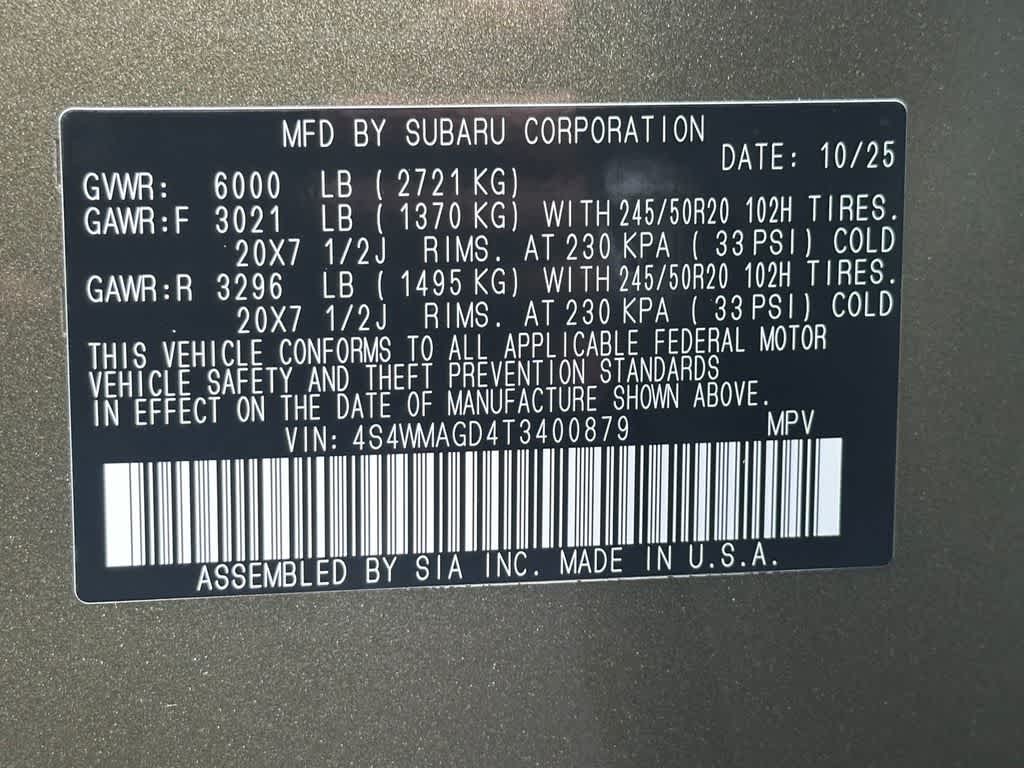 MFD BY SUBARU CORPORATION
DATE: 10/25
GVWR: 6000 LB ( 2721 KG)
GAWR:F 3021 LB ( 1370 KG) WITH 245/50R20 102H TIRES.
20X7 1/2J RIMS. AT 230 KPA ( 33 PSI) COLD
GAWR:R 3296 LB ( 1495 KG) WITH 245/50R20 102H TIRES.
20X7 1/2J RIMS. AT 230 KPA ( 33 PSI) COLD
THIS VEHICLE CONFORMS TO ALL APPLICABLE FEDERAL MOTOR
VEHICLE SAFETY AND THEFT PREVENTION STANDARDS
IN EFFECT ON THE DATE OF MANUFACTURE SHOWN ABOVE.
VIN: 4S4WMAGD4T3400879 MPV
ASSEMBLED BY SIA INC. MADE IN U.S.A.